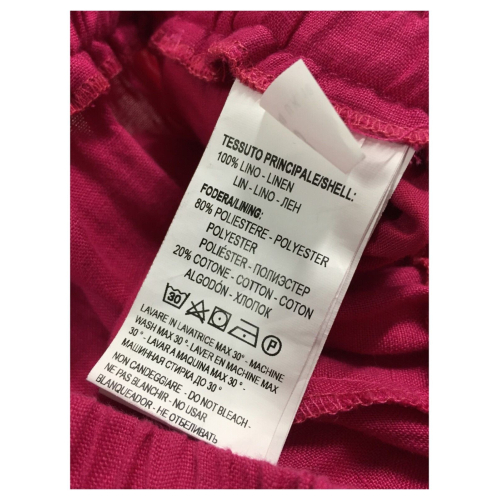 TESSUTO PRINCIPALE/SHELL:
100% LINO - LINEN
LIN - LINO - ЛЕН
FODERA/LINING:
80% POLIESTERE - POLYESTER
POLYESTER
POLIÉSTER - ПОЛИЭСТЕР
20% COTONE - COTTON - COTON
ALGODÓN - ХЛОПОК
30 P
LAVARE IN LAVATRICE MAX 30° - MACHINE
WASH MAX 30° - LAVER EN MACHINE MAX
30 ° - LAVAR A MAQUINA MAX 30° -
МАШИННАЯ СТИРКА ДО 30°
NON CANDEGGIARE - DO NOT BLEACH -
NE PAS BLANCHIR - NO USAR
BLANQUEADOR - НЕ ОТБЕЛИВАТЬ